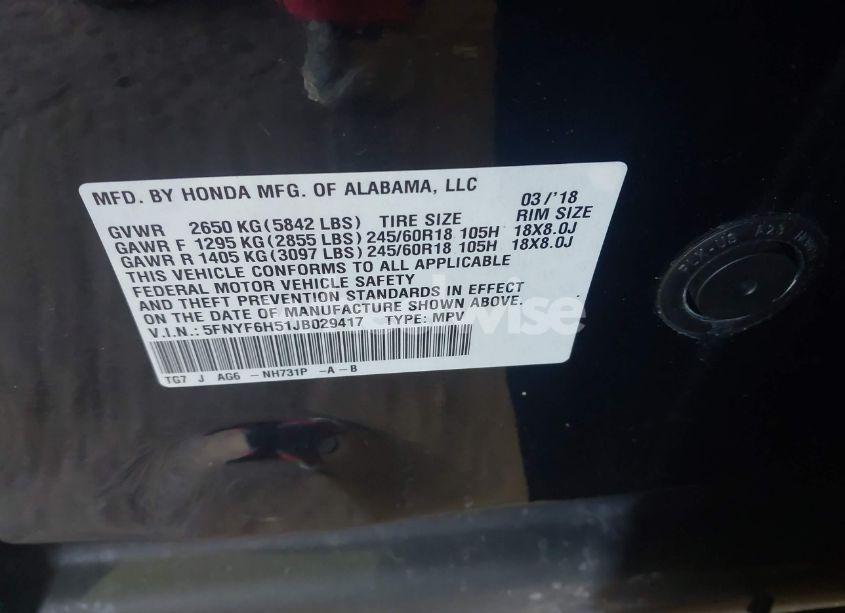 MFD. BY HONDA MFG. OF ALABAMA, LLC 03/'18
GVWR 2650 KG(5842 LBS) TIRE SIZE RIM SIZE
GAWR F 1295 KG(2855 LBS) 245/60R18 105H 18X8.0J
GAWR R 1405 KG(3097 LBS) 245/60R18 105H 18X8.0J
THIS VEHICLE CONFORMS TO ALL APPLICABLE
FEDERAL MOTOR VEHICLE SAFETY
AND THEFT PREVENTION STANDARDS IN EFFECT
ON THE DATE OF MANUFACTURE SHOWN ABOVE.
V.I.N.: 5FNYF6H51JB029417 TYPE: MPV
TG7 J AG6 -NH731P -A-B